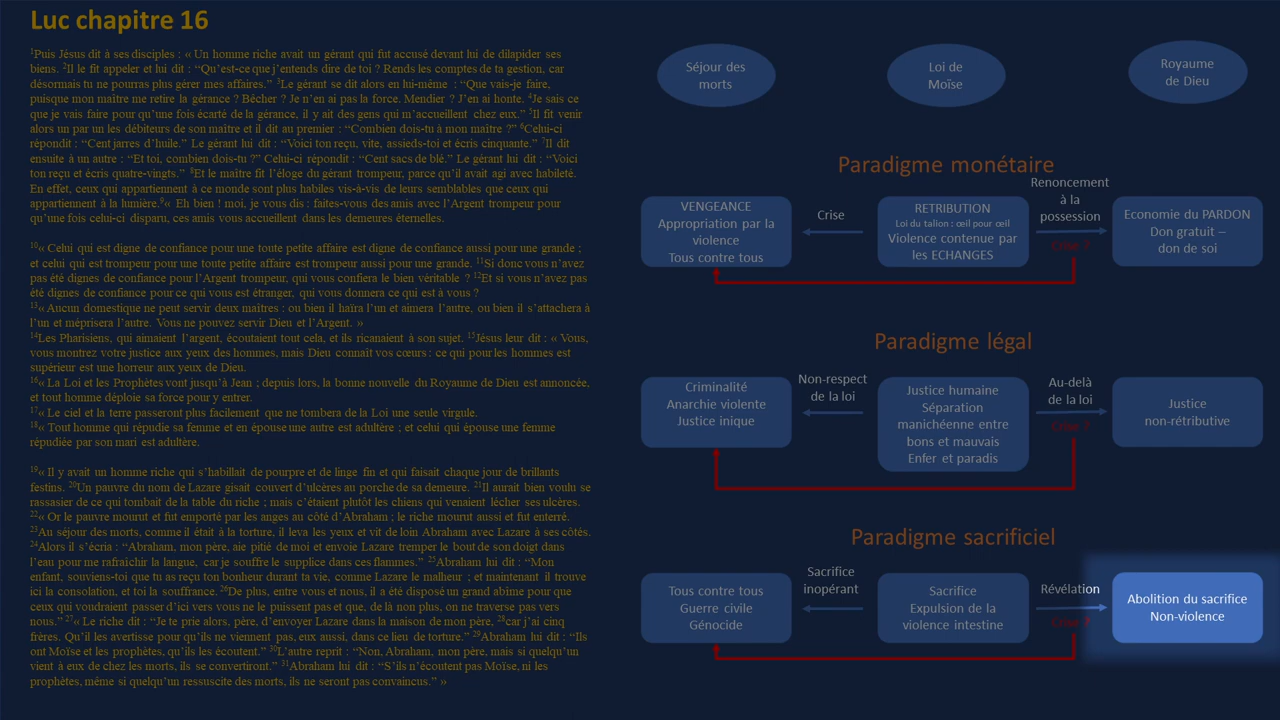 Luc chapitre 16
1Puis Jésus dit à ses disciples : « Un homme riche avait un gérant qui fut accusé devant lui de dilapider ses
biens. 2Il le fit appeler et lui dit : “Qu’est-ce que j’entends dire de toi ? Rends les comptes de ta gestion, car
désormais tu ne pourras plus gérer mes affaires.” 3Le gérant se dit alors en lui-même : “Que vais-je faire,
puisque mon maître me retire la gérance ? Bêcher ? Je n’en ai pas la force. Mendier ? J’en ai honte. 4Je sais ce
que je vais faire pour qu’une fois écarté de la gérance, il y ait des gens qui m’accueillent chez eux.” 5Il fit venir
alors un par un les débiteurs de son maître et il dit au premier : “Combien dois-tu à mon maître ?” 6Celui-ci
répondit : “Cent jarres d’huile.” Le gérant lui dit : “Voici ton reçu, vite, assieds-toi et écris cinquante.” 7Il dit
ensuite à un autre : “Et toi, combien dois-tu ?” Celui-ci répondit : “Cent sacs de blé.” Le gérant lui dit : “Voici
ton reçu et écris quatre-vingts.” 8Et le maître fit l’éloge du gérant trompeur, parce qu’il avait agi avec habileté.
En effet, ceux qui appartiennent à ce monde sont plus habiles vis-à-vis de leurs semblables que ceux qui
appartiennent à la lumière.9« Eh bien ! moi, je vous dis : faites-vous des amis avec l’Argent trompeur pour
qu’une fois celui-ci disparu, ces amis vous accueillent dans les demeures éternelles.
10« Celui qui est digne de confiance pour une toute petite affaire est digne de confiance aussi pour une grande ;
et celui qui est trompeur pour une toute petite affaire est trompeur aussi pour une grande. 11Si donc vous n’avez
pas été dignes de confiance pour l’Argent trompeur, qui vous confiera le bien véritable ? 12Et si vous n’avez pas
été dignes de confiance pour ce qui vous est étranger, qui vous donnera ce qui est à vous ?
13« Aucun domestique ne peut servir deux maîtres : ou bien il haïra l’un et aimera l’autre, ou bien il s’attachera à
l’un et méprisera l’autre. Vous ne pouvez servir Dieu et l’Argent. »
14Les Pharisiens, qui aimaient l’argent, écoutaient tout cela, et ils ricanaient à son sujet. 15Jésus leur dit : « Vous,
vous montrez votre justice aux yeux des hommes, mais Dieu connaît vos cœurs : ce qui pour les hommes est
supérieur est une horreur aux yeux de Dieu.
16« La Loi et les Prophètes vont jusqu’à Jean ; depuis lors, la bonne nouvelle du Royaume de Dieu est annoncée,
et tout homme déploie sa force pour y entrer.
17« Le ciel et la terre passeront plus facilement que ne tombera de la Loi une seule virgule.
18« Tout homme qui répudie sa femme et en épouse une autre est adultère ; et celui qui épouse une femme
répudiée par son mari est adultère.
19« Il y avait un homme riche qui s’habillait de pourpre et de linge fin et qui faisait chaque jour de brillants
festins. 20Un pauvre du nom de Lazare gisait couvert d’ulcères au porche de sa demeure. 21Il aurait bien voulu se
rassasier de ce qui tombait de la table du riche ; mais c’étaient plutôt les chiens qui venaient lécher ses ulcères.
22« Or le pauvre mourut et fut emporté par les anges au côté d’Abraham ; le riche mourut aussi et fut enterré.
23Au séjour des morts, comme il était à la torture, il leva les yeux et vit de loin Abraham avec Lazare à ses côtés.
24Alors il s’écria : “Abraham, mon père, aie pitié de moi et envoie Lazare tremper le bout de son doigt dans
l’eau pour me rafraîchir la langue, car je souffre le supplice dans ces flammes.” 25Abraham lui dit : “Mon
enfant, souviens-toi que tu as reçu ton bonheur durant ta vie, comme Lazare le malheur ; et maintenant il trouve
ici la consolation, et toi la souffrance. 26De plus, entre vous et nous, il a été disposé un grand abîme pour que
ceux qui voudraient passer d’ici vers vous ne le puissent pas et que, de là non plus, on ne traverse pas vers
nous.” 27« Le riche dit : “Je te prie alors, père, d’envoyer Lazare dans la maison de mon père, 28car j’ai cinq
frères. Qu’il les avertisse pour qu’ils ne viennent pas, eux aussi, dans ce lieu de torture.” 29Abraham lui dit : “Ils
ont Moïse et les prophètes, qu’ils les écoutent.” 30L’autre reprit : “Non, Abraham, mon père, mais si quelqu’un
vient à eux de chez les morts, ils se convertiront.” 31Abraham lui dit : “S’ils n’écoutent pas Moïse, ni les
prophètes, même si quelqu’un ressuscite des morts, ils ne seront pas convaincus.” »
Séjour des
morts
Loi de
Moïse
Royaume
de Dieu
Paradigme monétaire
VENGEANCE
Appropriation par la
violence
Tous contre tous
Crise
RETRIBUTION
Loi du talion : œil pour œil
Violence contenue par
les ECHANGES
Renoncement
à la
possession
Crise ?
Economie du PARDON
Don gratuit –
don de soi
Paradigme légal
Criminalité
Anarchie violente
Justice inique
Non-respect
de la loi
Justice humaine
Séparation
manichéenne entre
bons et mauvais
Enfer et paradis
Au-delà
de la loi
Crise ?
Justice
non-rétributive
Paradigme sacrificiel
Tous contre tous
Guerre civile
Génocide
Sacrifice
inopérant
Sacrifice
Expulsion de la
violence intestine
Révélation
Crise ?
Abolition du sacrifice
Non-violence